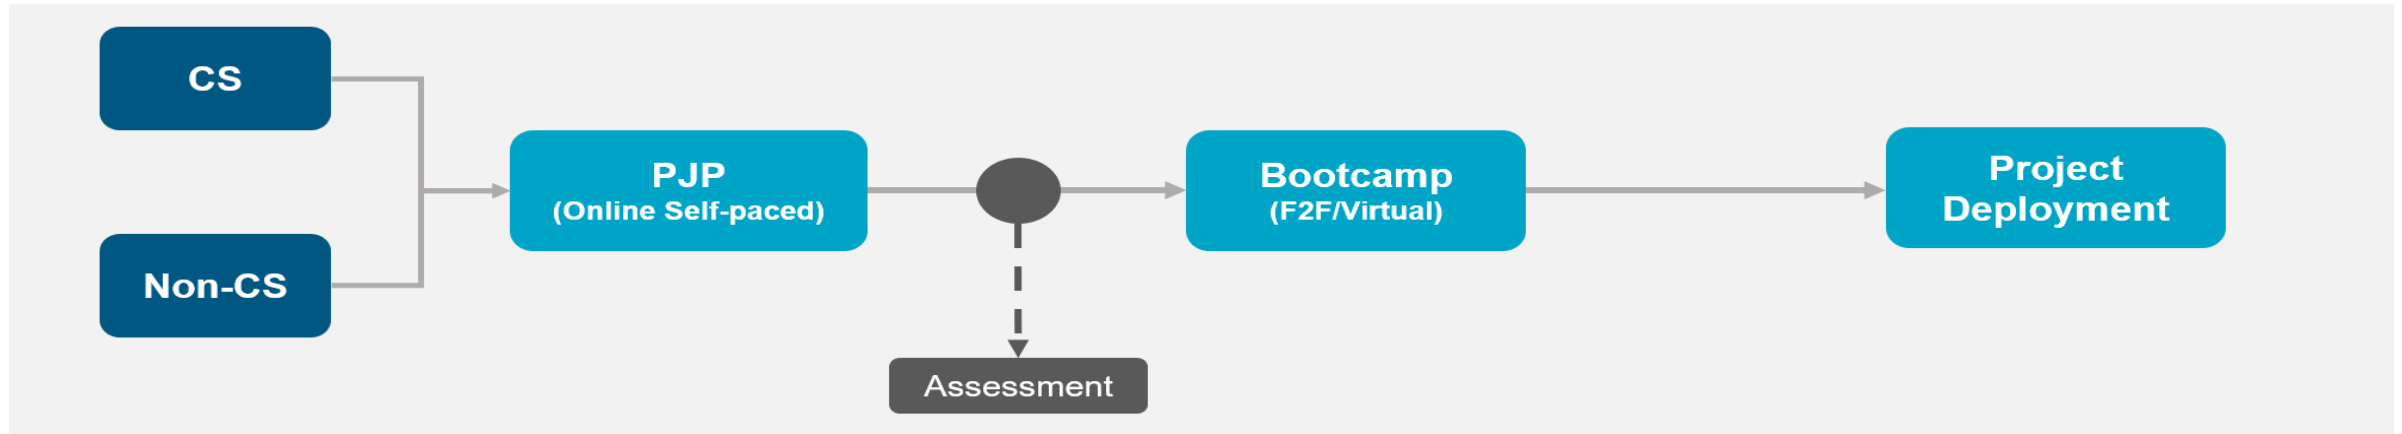 CS
Non-CS
PJP
(Online Self-paced)
Assessment
Bootcamp
(F2F/Virtual)
Project
Deployment